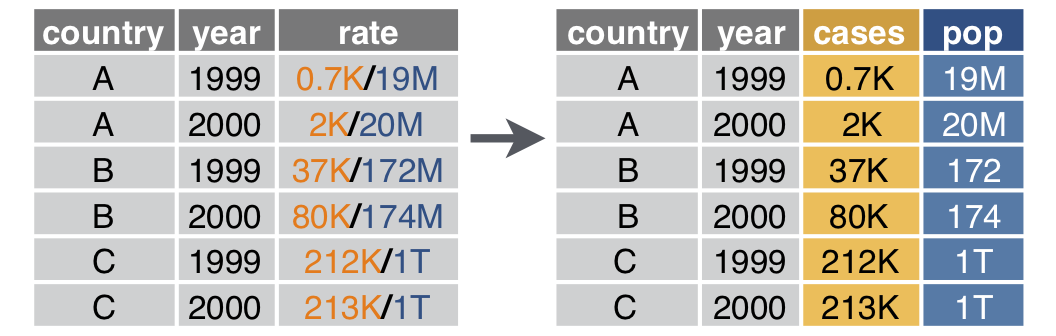 country year rate country year cases pop
A 1999 0.7K/19M A 1999 0.7K 19M
A 2000 2K/20M A 2000 2K 20M
B 1999 37K/172M B 1999 37K 172
B 2000 80K/174M B 2000 80K 174
C 1999 212K/1T C 1999 212K 1T
C 2000 213K/1T C 2000 213K 1T